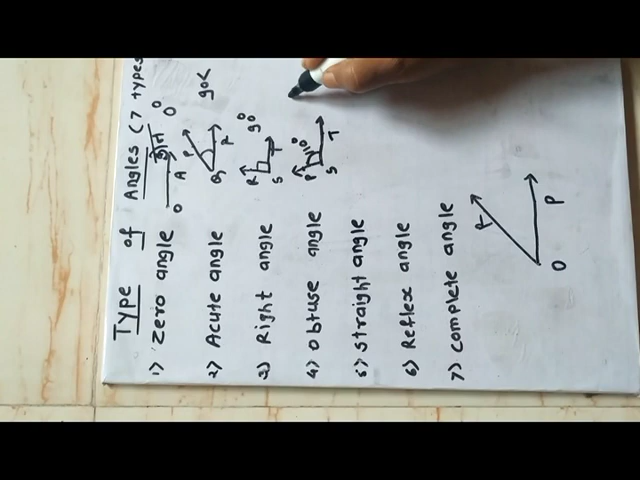 Type of Angles (7 types
कोन
1) Zero angle O A 0°
2) Acute angle P Q R 90<
3) Right angle R S T 90°
4) Obtuse angle P S T
5) straight angle
6) Reflex angle
7) complete angle
O P